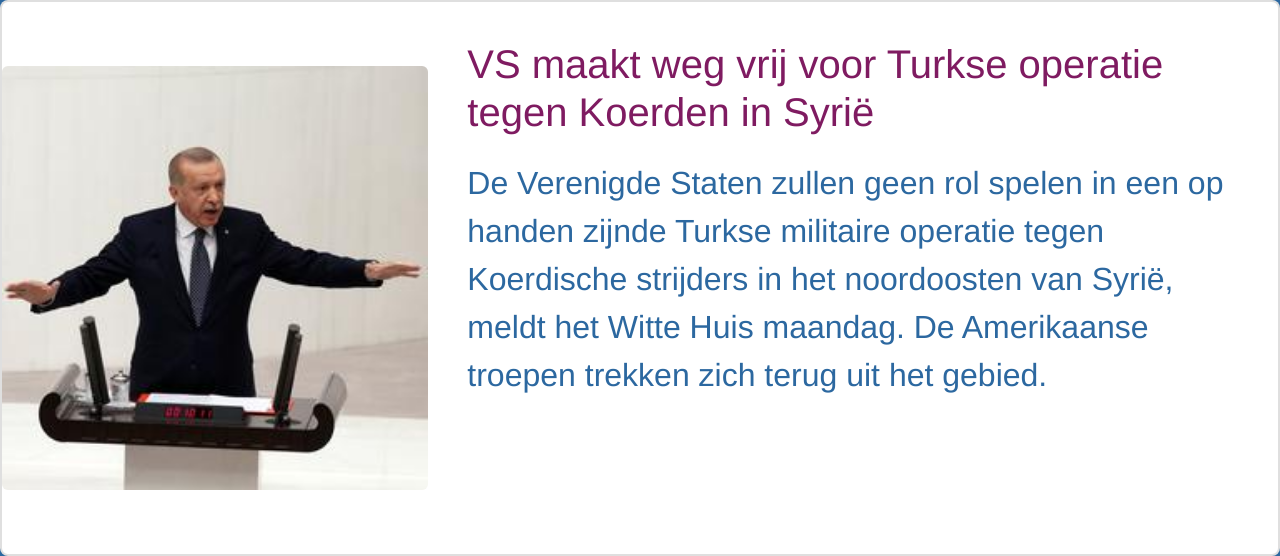 VS maakt weg vrij voor Turkse operatie
tegen Koerden in Syrië
De Verenigde Staten zullen geen rol spelen in een op
handen zijnde Turkse militaire operatie tegen
Koerdische strijders in het noordoosten van Syrië,
meldt het Witte Huis maandag. De Amerikaanse
troepen trekken zich terug uit het gebied.